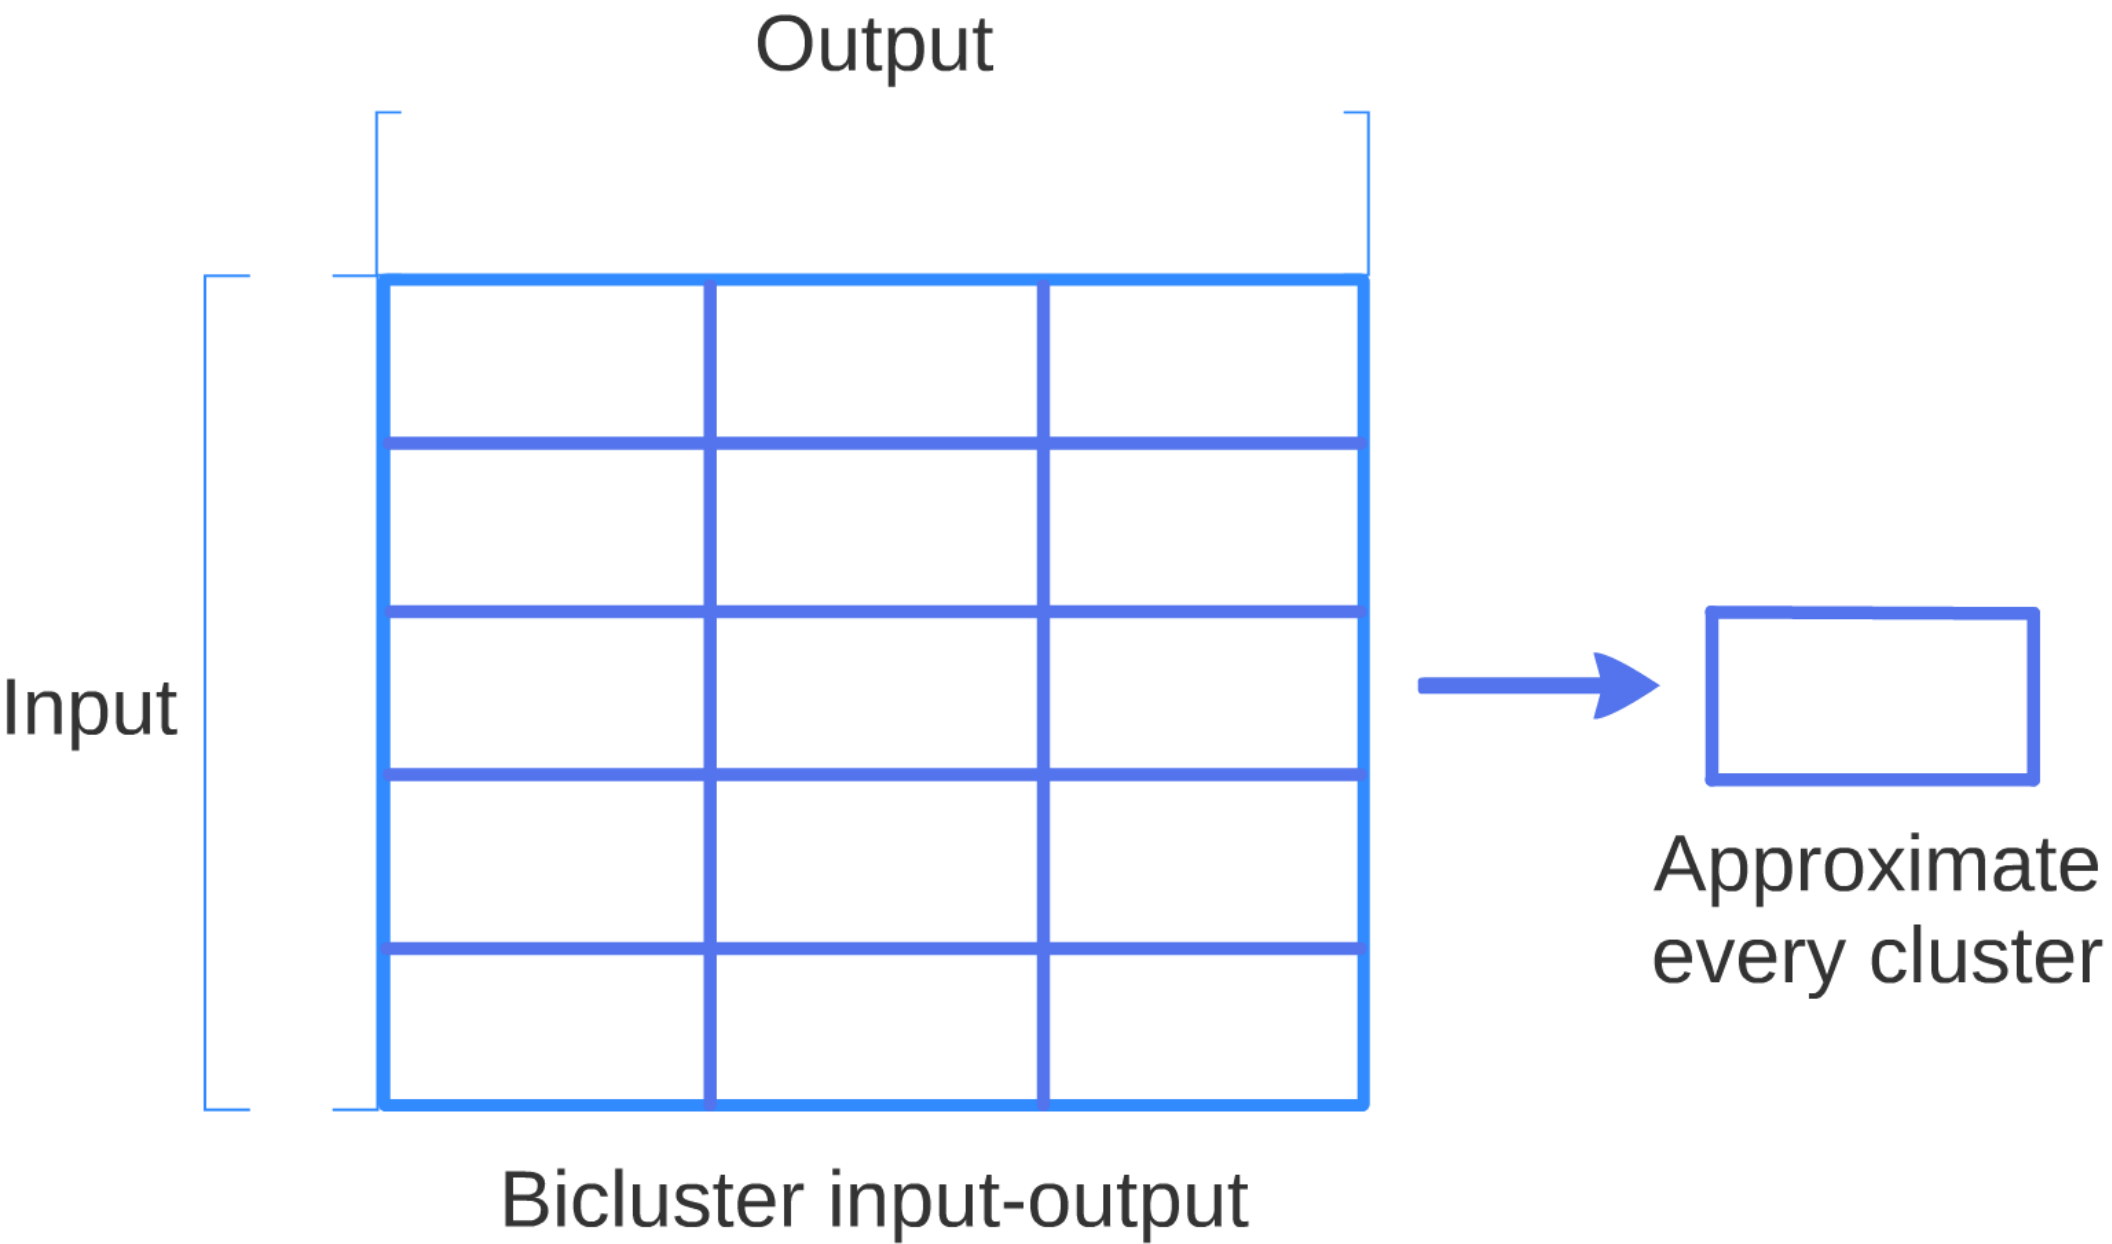 Output
Input
Approximate
every cluster
Bicluster input-output